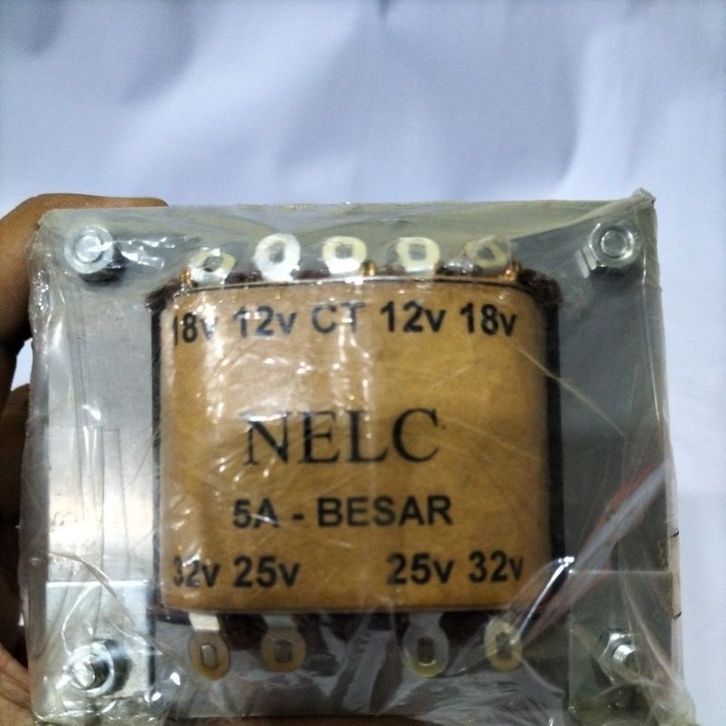 18v 12v CT 12v 18v
NELC
5A - BESAR
32v 25v 25v 32v